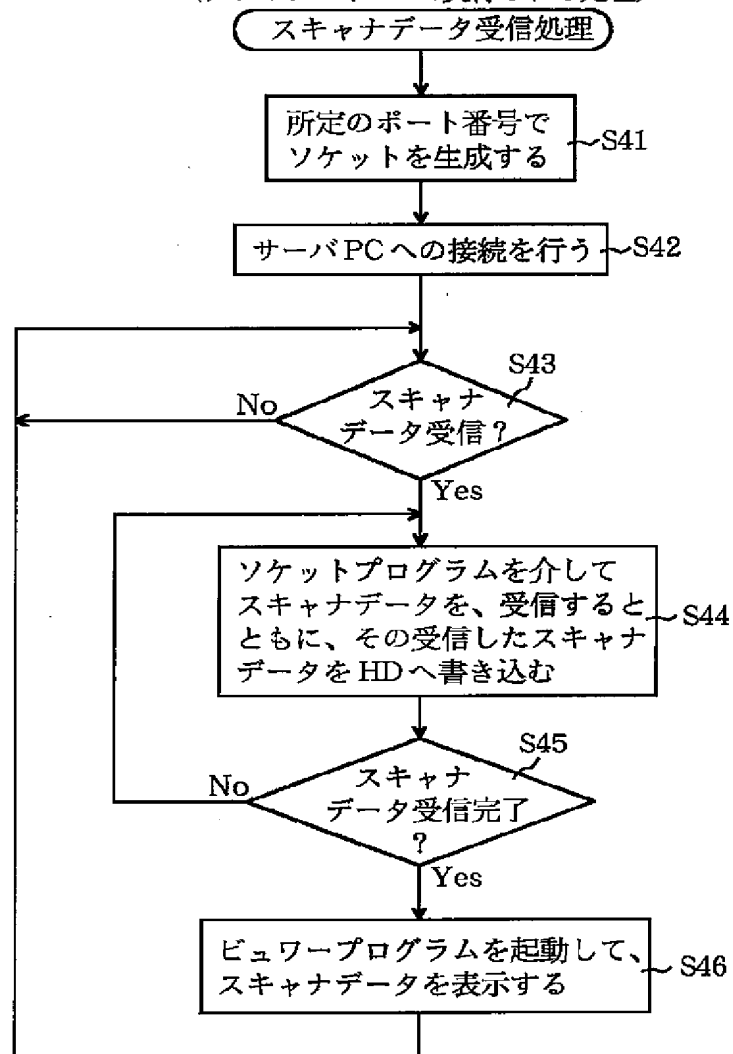 スキャナデータ受信処理
所定のポート番号で
ソケットを生成する
S41
サーバPCへの接続を行う
S42
S43
スキャナ
データ受信?
No
Yes
ソケットプログラムを介して
スキャナデータを、受信すると
ともに、その受信したスキャナ
データをHDへ書き込む
S44
S45
スキャナ
データ受信完了
?
No
Yes
ビュワープログラムを起動して、
スキャナデータを表示する
S46